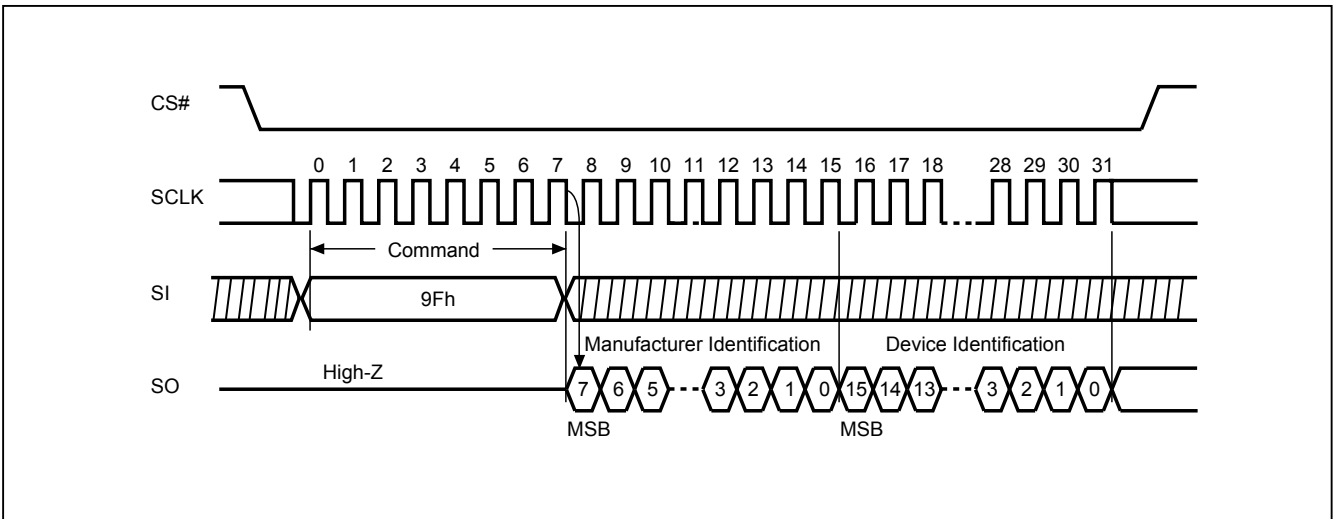 CS#
0 1 2 3 4 5 6 7 8 9 10 11 12 13 14 15 16 17 18 28 29 30 31
SCLK
Command
SI
9Fh
Manufacturer Identification Device Identification
High-Z
SO
7 6 5 3 2 1 0 15 14 13 3 2 1 0
MSB MSB